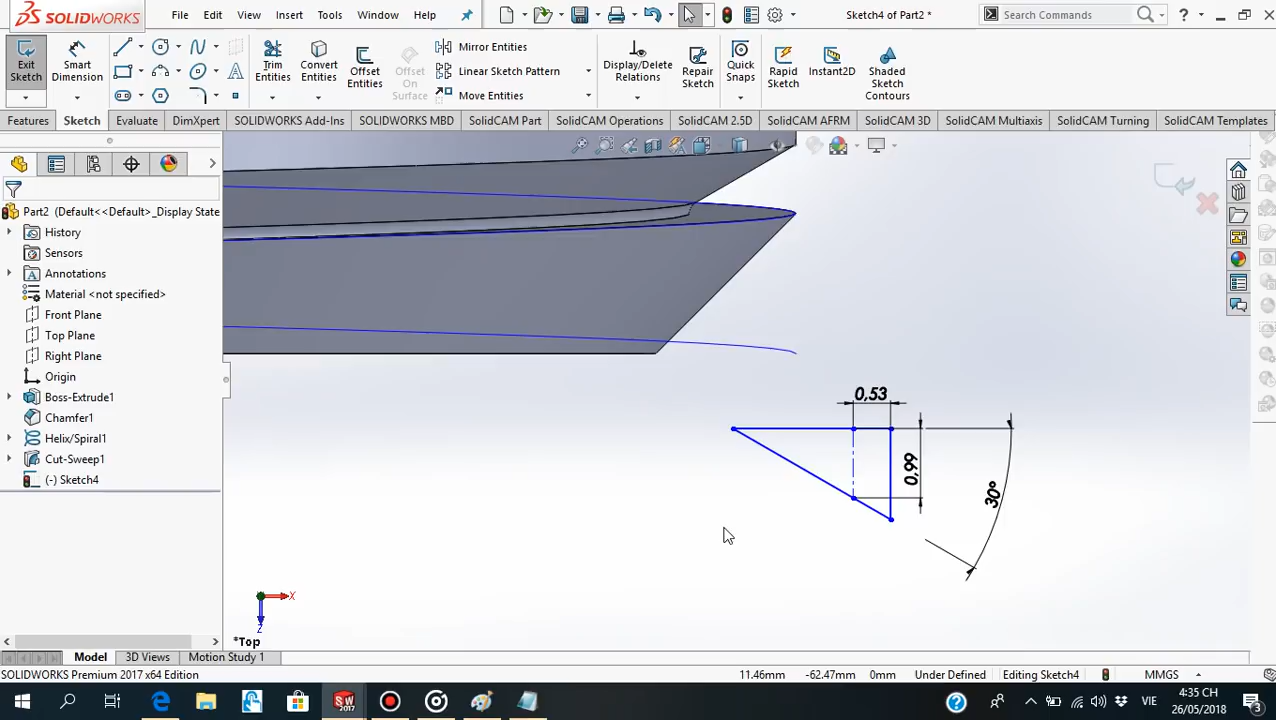 SOLIDWORKS File Edit View Insert Tools Window Help Sketch4 of Part2 * Search Commands ?
Exit Sketch
Smart Dimension
Trim Entities
Convert Entities
Offset Entities
Offset On Surface
Mirror Entities
Linear Sketch Pattern
Move Entities
Display/Delete Relations
Repair Sketch
Quick Snaps
Rapid Sketch
Instant2D
Shaded Sketch Contours
Features Sketch Evaluate DimXpert SOLIDWORKS Add-Ins SOLIDWORKS MBD SolidCAM Part SolidCAM Operations SolidCAM 2.5D SolidCAM AFRM SolidCAM 3D SolidCAM Multiaxis SolidCAM Turning SolidCAM Templates
Part2 (Default<<Default>_Display State
History
Sensors
Annotations
Material <not specified>
Front Plane
Top Plane
Right Plane
Origin
Boss-Extrude1
Chamfer1
Helix/Spiral1
Cut-Sweep1
(-) Sketch4
0,53
0,99
30°
X
Z
*Top
Model 3D Views Motion Study 1
SOLIDWORKS Premium 2017 x64 Edition 11.46mm -62.47mm 0mm Under Defined Editing Sketch4 MMGS
SW 2017
VIE
4:35 CH
26/05/2018
3